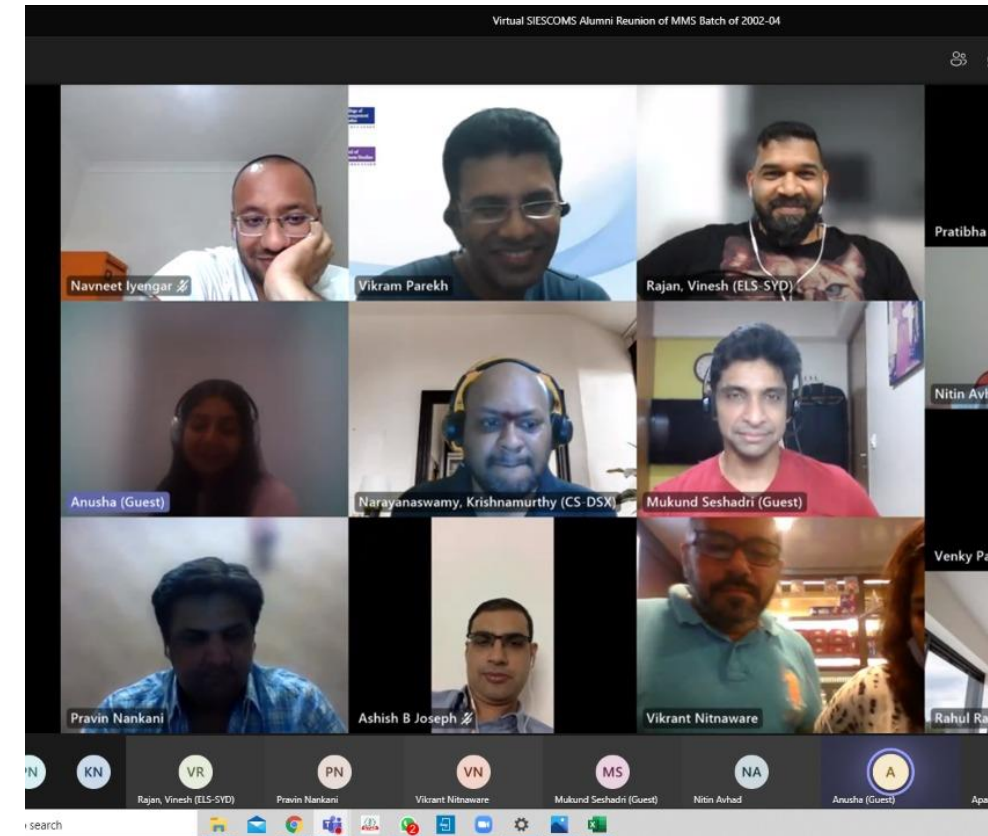 Virtual SIESCOMS Alumni Reunion of MMS Batch of 2002-04
Navneet Iyengar
Vikram Parekh
Rajan, Vinesh (ELS-SYD)
Pratibha
Anusha (Guest)
Narayanaswamy, Krishnamurthy (CS-DSX)
Mukund Seshadri (Guest)
Nitin Avh
Venky Pa
Pravin Nankani
Ashish B Joseph
Vikrant Nitnaware
Rahul Ra
PN
KN
VR
PN
VN
MS
NA
A
Rajan, Vinesh (ELS-SYD)
Pravin Nankani
Vikrant Nitnaware
Mukund Seshadri (Guest)
Nitin Avhad
Anusha (Guest)
Apa
search
2